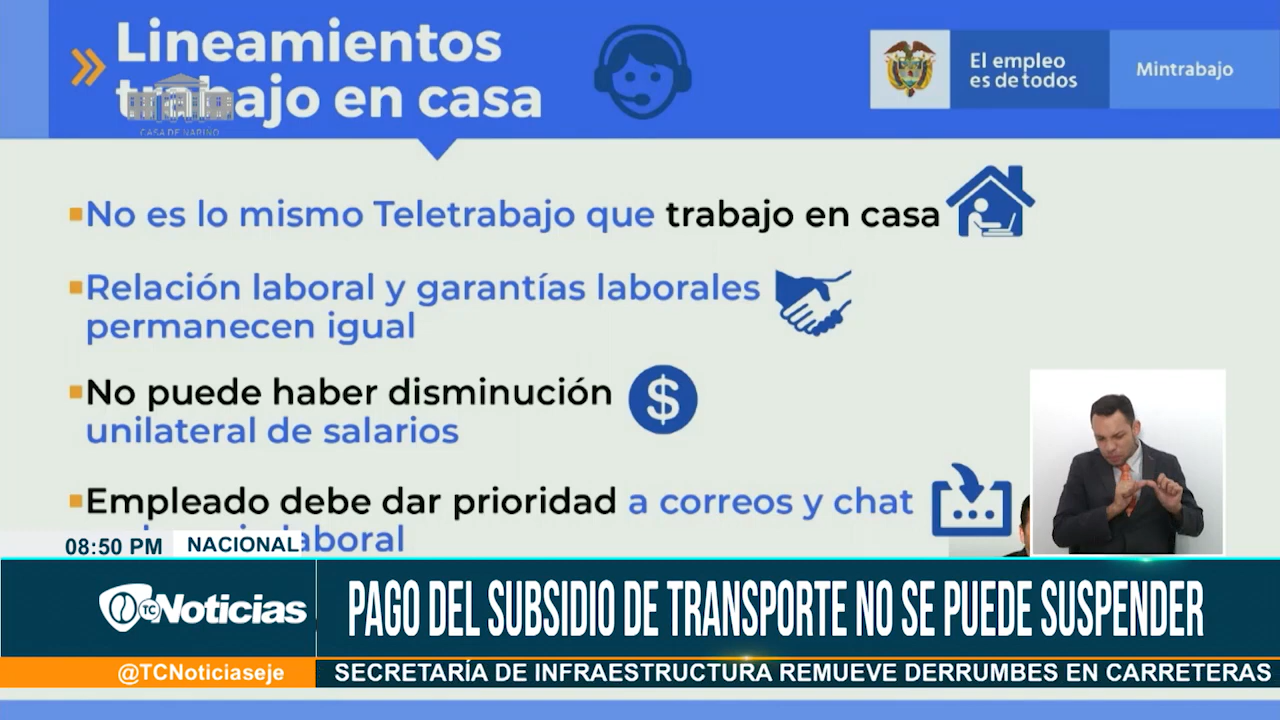 Lineamientos
trabajo en casa
CASA DE NARIÑO
El empleo
es de todos
Mintrabajo
No es lo mismo Teletrabajo que trabajo en casa
Relación laboral y garantías laborales
permanecen igual
No puede haber disminución
unilateral de salarios
$
Empleado debe dar prioridad a correos y chat
laboral
08:50 PM
NACIONAL
TC Noticias
PAGO DEL SUBSIDIO DE TRANSPORTE NO SE PUEDE SUSPENDER
@TCNoticiaseje
SECRETARÍA DE INFRAESTRUCTURA REMUEVE DERRUMBES EN CARRETERAS